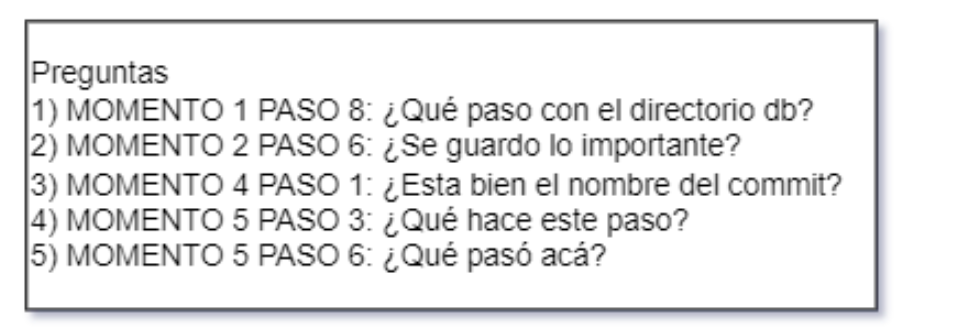 Preguntas
1) MOMENTO 1 PASO 8: ¿Qué paso con el directorio db?
2) MOMENTO 2 PASO 6: ¿Se guardo lo importante?
3) MOMENTO 4 PASO 1: ¿Esta bien el nombre del commit?
4) MOMENTO 5 PASO 3: ¿Qué hace este paso?
5) MOMENTO 5 PASO 6: ¿Qué pasó acá?